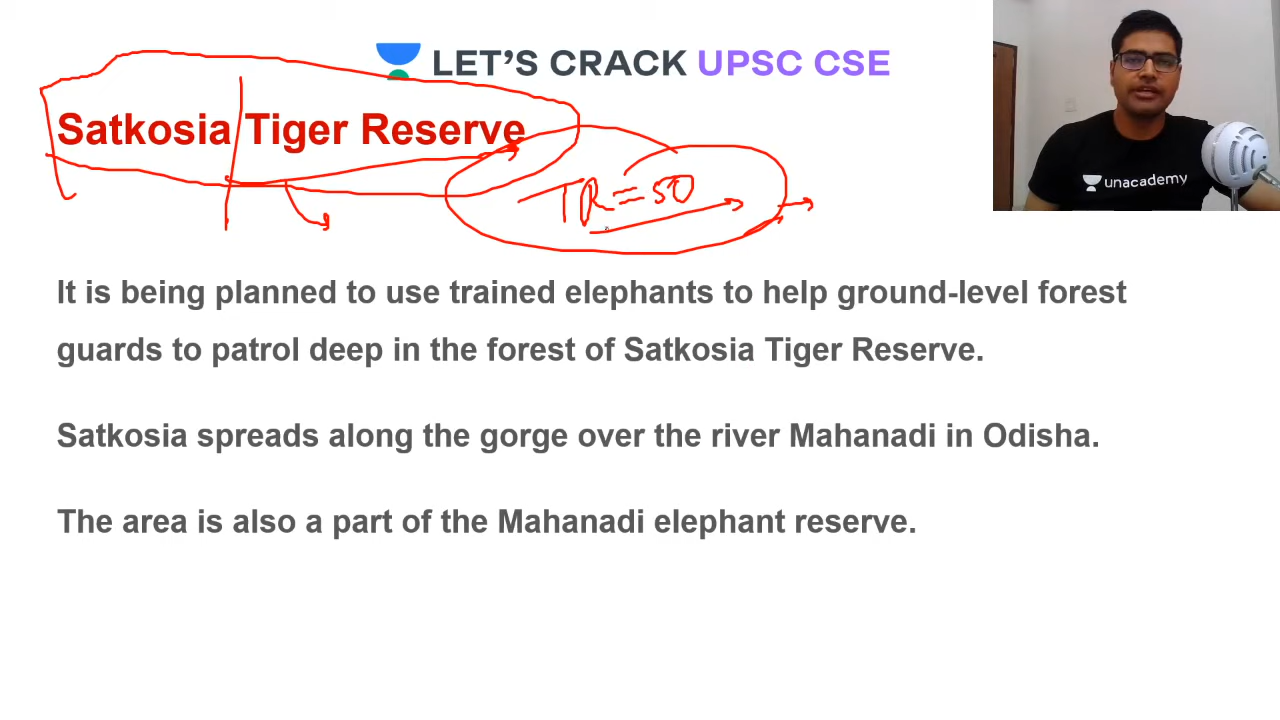 LET'S CRACK UPSC CSE
Satkosia Tiger Reserve
TR = 50
unacademy
It is being planned to use trained elephants to help ground-level forest
guards to patrol deep in the forest of Satkosia Tiger Reserve.
Satkosia spreads along the gorge over the river Mahanadi in Odisha.
The area is also a part of the Mahanadi elephant reserve.